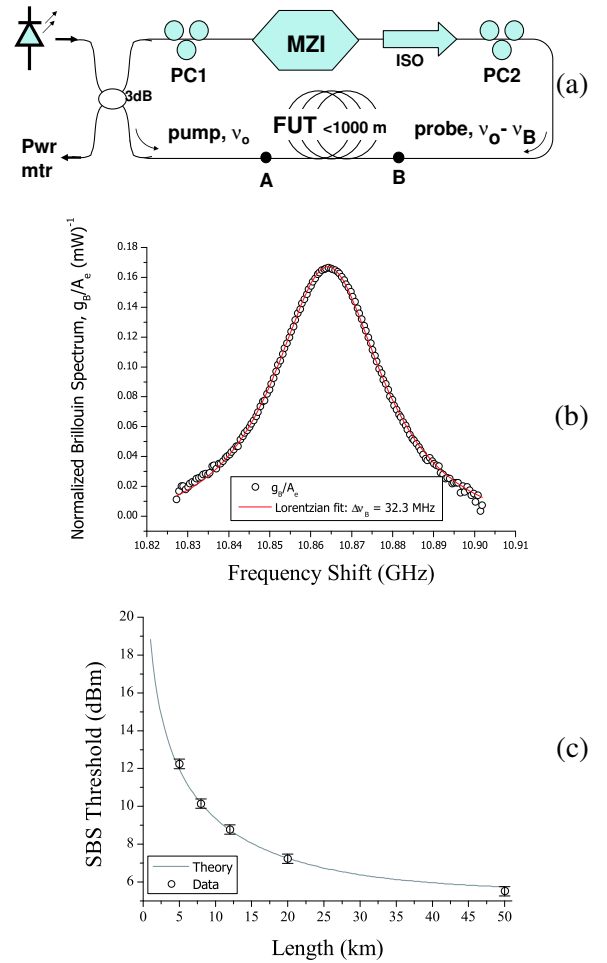 MZI
PC1
ISO
PC2
(a)
3dB
FUT <1000 m
pump, νo
probe, νo- νB
Pwr
mtr
A
B
Normalized Brillouin Spectrum, gB/Ae (mW)-1
0.18
0.16
0.14
0.12
0.10
0.08
0.06
0.04
0.02
0.00
(b)
gB/Ae
Lorentzian fit: ΔνB = 32.3 MHz
10.82 10.83 10.84 10.85 10.86 10.87 10.88 10.89 10.90 10.91
Frequency Shift (GHz)
SBS Threshold (dBm)
20
18
16
14
12
10
8
6
(c)
Theory
Data
0 5 10 15 20 25 30 35 40 45 50
Length (km)